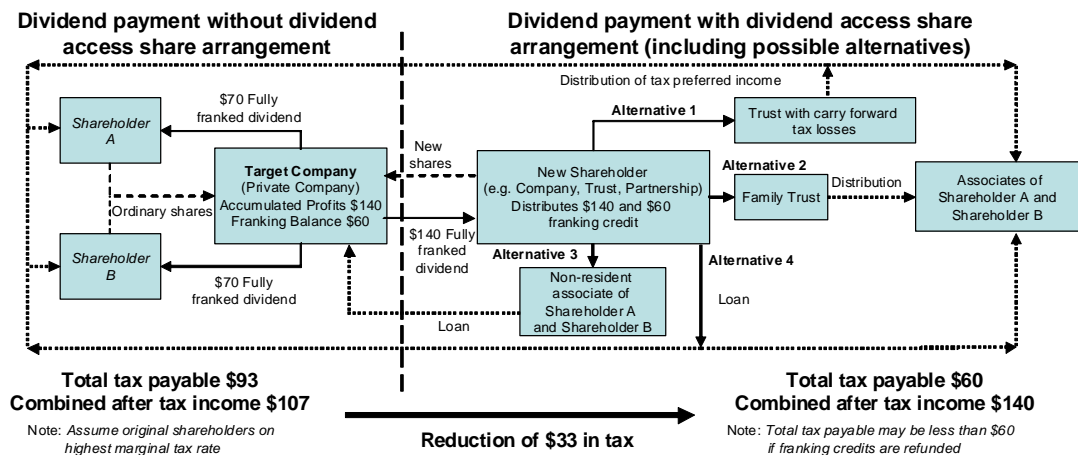 Dividend payment without dividend
access share arrangement
Dividend payment with dividend access share
arrangement (including possible alternatives)
$70 Fully
franked dividend
Shareholder
A
Ordinary shares
Shareholder
B
$70 Fully
franked dividend
Target Company
(Private Company)
Accumulated Profits $140
Franking Balance $60
New
shares
$140 Fully
franked
dividend
New Shareholder
(e.g. Company, Trust, Partnership)
Distributes $140 and $60
franking credit
Distribution of tax preferred income
Alternative 1
Trust with carry forward
tax losses
Alternative 2
Family Trust
Distribution
Associates of
Shareholder A and
Shareholder B
Alternative 3
Non-resident
associate of
Shareholder A
and Shareholder B
Loan
Alternative 4
Loan
Total tax payable $93
Combined after tax income $107
Note: Assume original shareholders on
highest marginal tax rate
Reduction of $33 in tax
Total tax payable $60
Combined after tax income $140
Note: Total tax payable may be less than $60
if franking credits are refunded